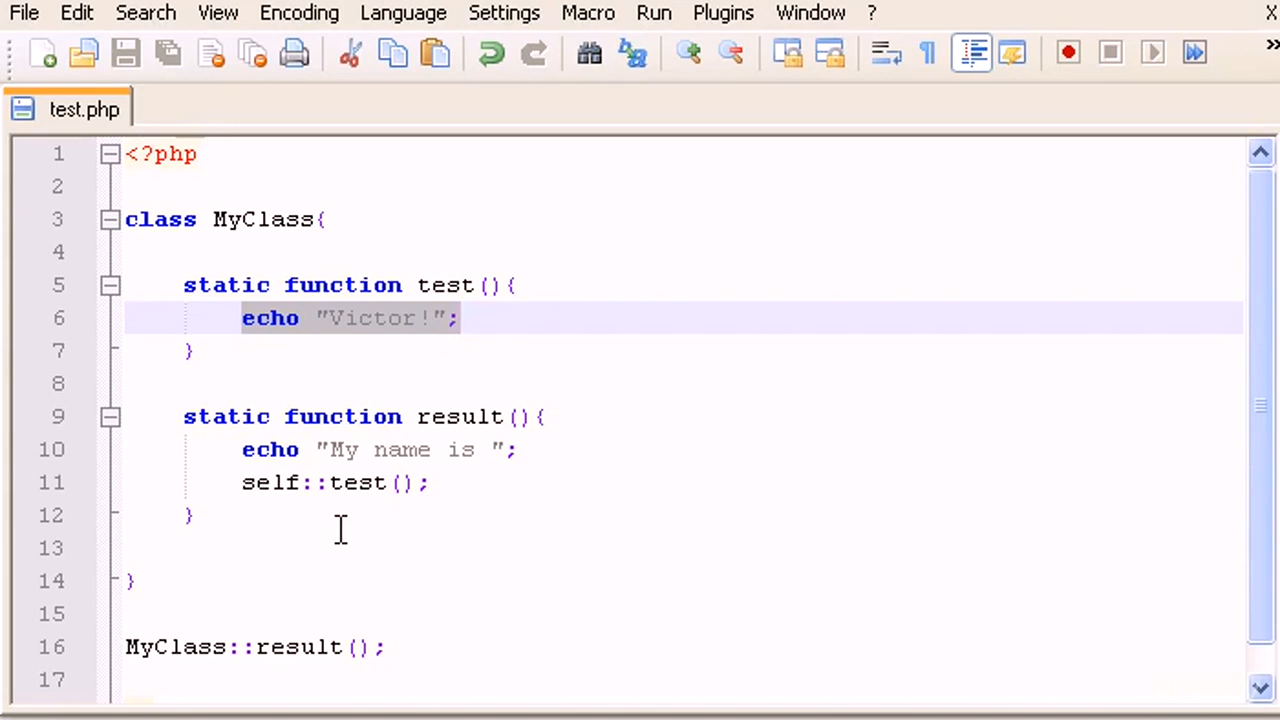 File Edit Search View Encoding Language Settings Macro Run Plugins Window ? X
test.php
1 <?php
2
3 class MyClass{
4
5 static function test(){
6 echo "Victor!";
7 }
8
9 static function result(){
10 echo "My name is ";
11 self::test();
12 }
13
14 }
15
16 MyClass::result();
17